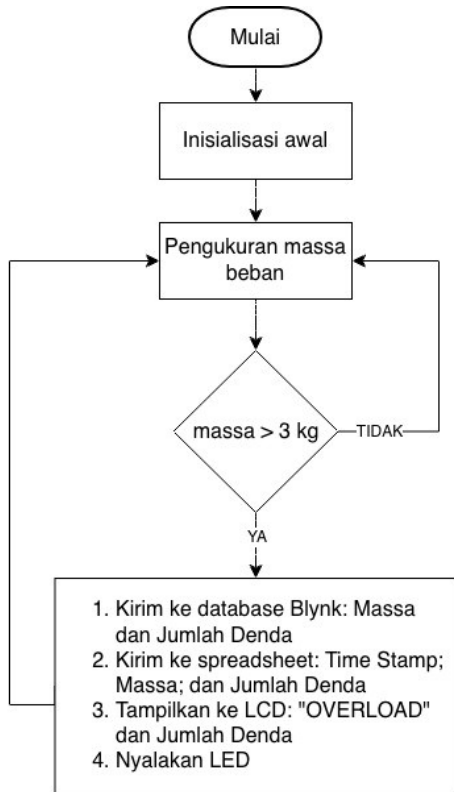 Mulai
Inisialisasi awal
Pengukuran massa
beban
massa > 3 kg
TIDAK
YA
1. Kirim ke database Blynk: Massa
dan Jumlah Denda
2. Kirim ke spreadsheet: Time Stamp;
Massa; dan Jumlah Denda
3. Tampilkan ke LCD: "OVERLOAD"
dan Jumlah Denda
4. Nyalakan LED